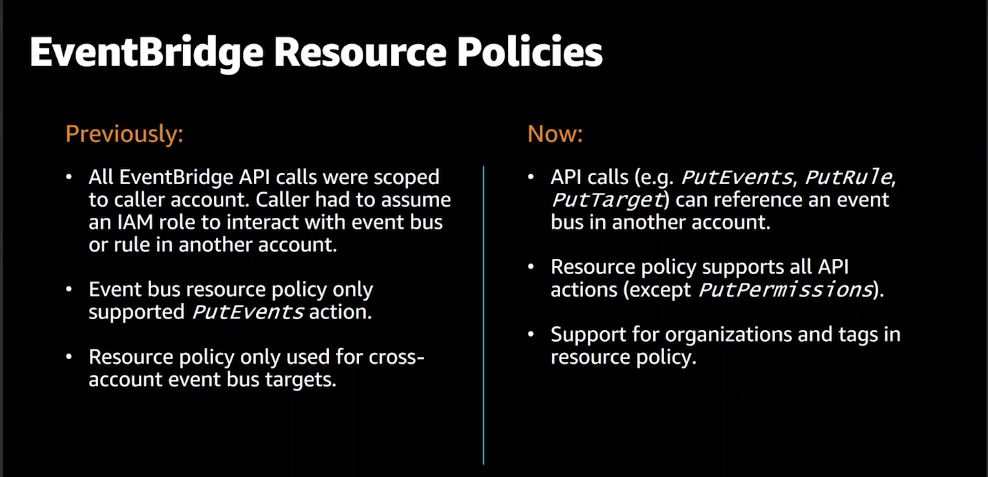 EventBridge Resource Policies
Previously:
• All EventBridge API calls were scoped
to caller account. Caller had to assume
an IAM role to interact with event bus
or rule in another account.
• Event bus resource policy only
supported PutEvents action.
• Resource policy only used for cross-
account event bus targets.
Now:
• API calls (e.g. PutEvents, PutRule,
PutTarget) can reference an event
bus in another account.
• Resource policy supports all API
actions (except PutPermissions).
• Support for organizations and tags in
resource policy.